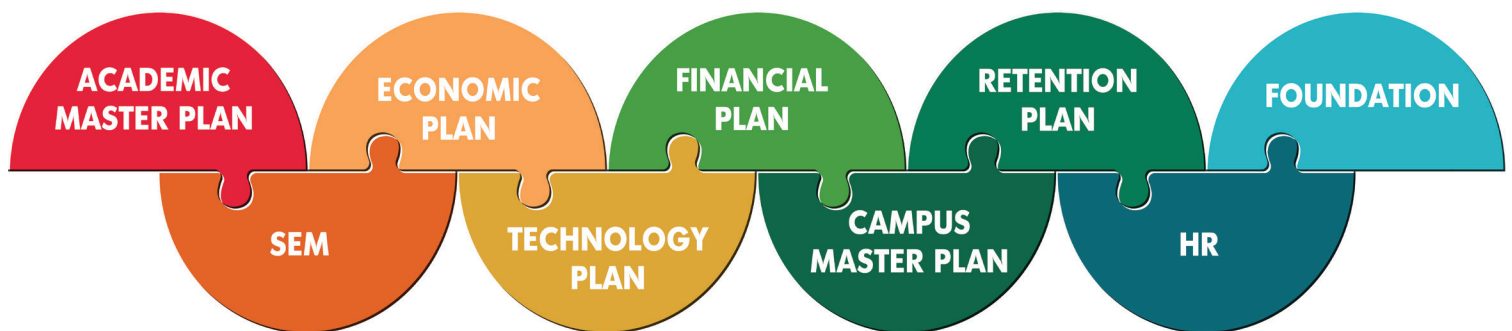 ACADEMIC
MASTER PLAN
ECONOMIC
PLAN
FINANCIAL
PLAN
RETENTION
PLAN
FOUNDATION
SEM
TECHNOLOGY
PLAN
CAMPUS
MASTER PLAN
HR